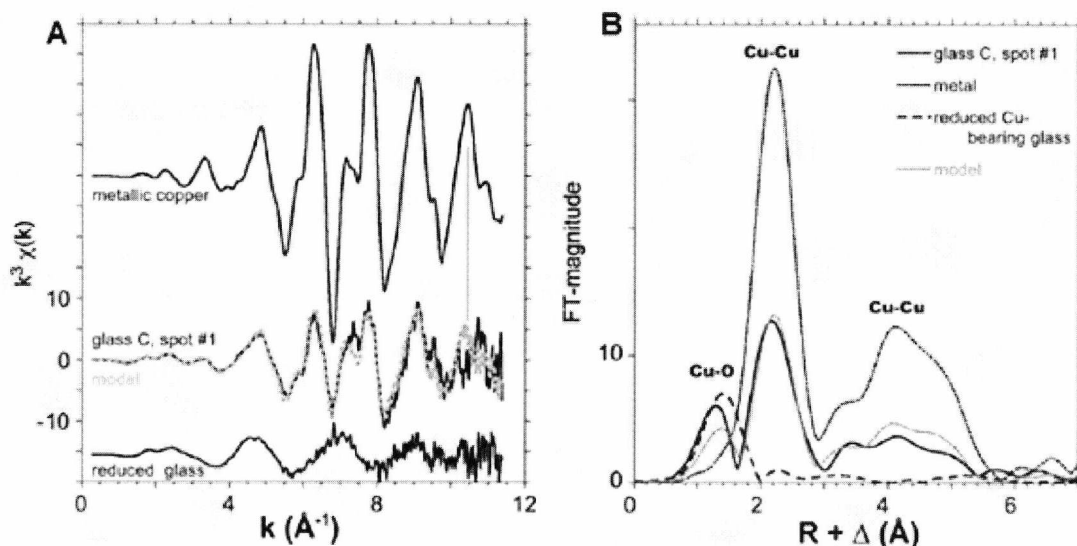 A
metallic copper
glass C, spot #1
model
reduced glass
10
0
-10
k³ χ(k)
0 4 8 12
k (Å⁻¹)
B
Cu-Cu
Cu-Cu
Cu-O
glass C, spot #1
metal
reduced Cu-
bearing glass
model
FT-magnitude
10
0
0 2 4 6
R + Δ (Å)